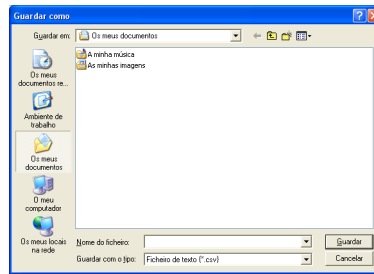 Guardar como
Guardar em:
Os meus documentos
A minha música
As minhas imagens
Os meus
documentos re...
Ambiente de
trabalho
Os meus
documentos
O meu
computador
Os meus locais
na rede
Nome do ficheiro:
Guardar
Guardar com o tipo:
Ficheiro de texto (*.csv)
Cancelar